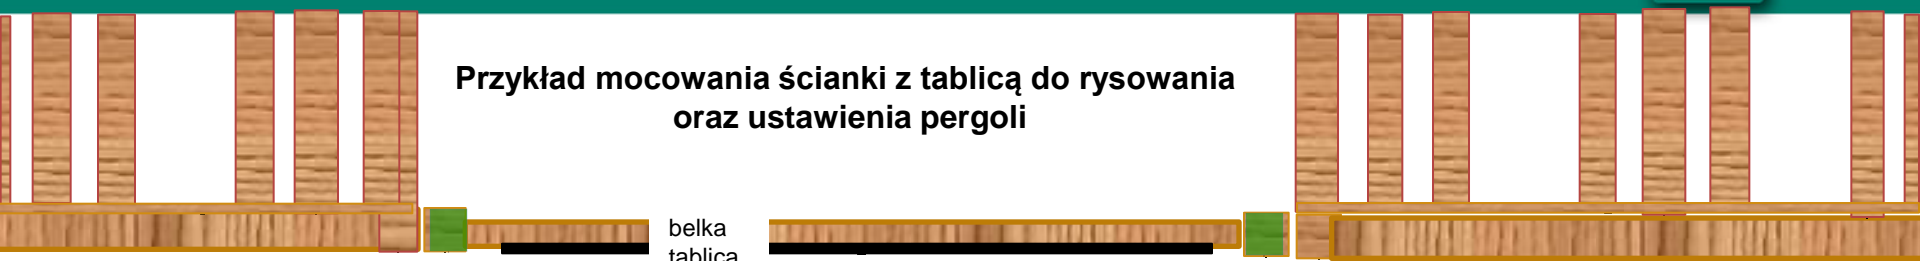 Przykład mocowania ścianki z tablicą do rysowania
oraz ustawienia pergoli
belka
tablica